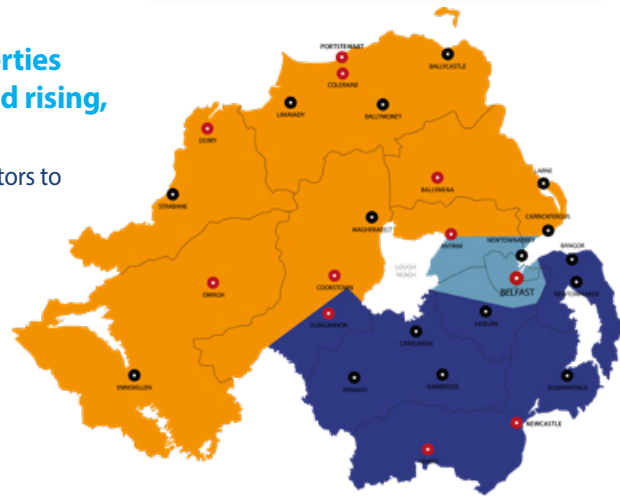 erties
d rising,
tors to
PORTSTEWART
COLERAINE
BALLYCASTLE
LIMAVADY
BALLYMONEY
DERRY
BALLYMENA
LARNE
STRABANE
MAGHERAFELT
CARRICKFERGUS
ANTRIM
NEWTOWNABBEY
BANGOR
LOUGH
NEAGH
OMAGH
COOKSTOWN
BELFAST
NEWTOWNARDS
DUNGANNON
LISBURN
CRAIGAVON
ENNISKILLEN
ARMAGH
BANBRIDGE
DOWNPATRICK
NEWCASTLE